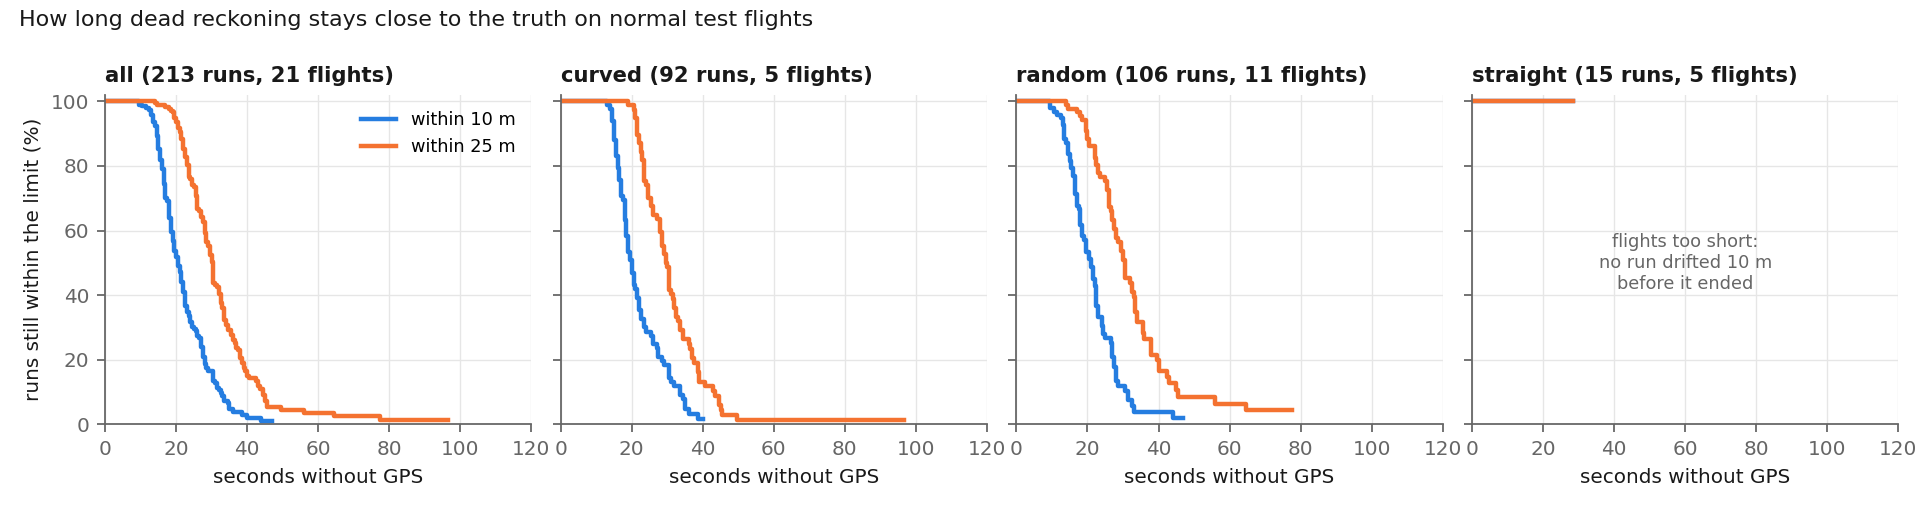 How long dead reckoning stays close to the truth on normal test flights
all (213 runs, 21 flights)
curved (92 runs, 5 flights)
random (106 runs, 11 flights)
straight (15 runs, 5 flights)
runs still within the limit (%)
100
80
60
40
20
0
within 10 m
within 25 m
flights too short:
no run drifted 10 m
before it ended
0 20 40 60 80 100 120
0 20 40 60 80 100 120
0 20 40 60 80 100 120
0 20 40 60 80 100 120
seconds without GPS
seconds without GPS
seconds without GPS
seconds without GPS